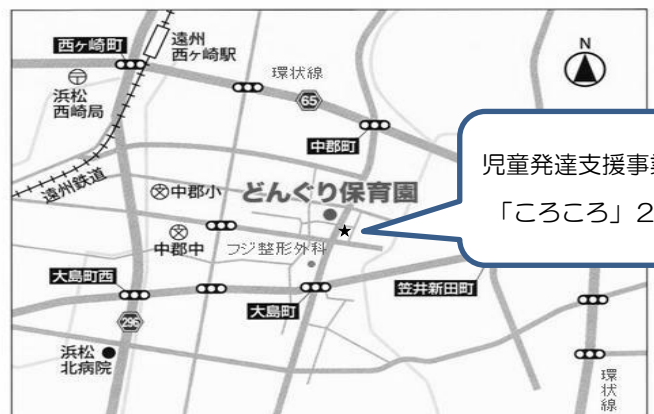 西ヶ崎町
遠州
西ヶ崎駅
環状線
N
浜松
西崎局
65
中郡町
児童発達支援事業
「ころころ」2
遠州鉄道
中郡小
どんぐり保育園
中郡中
フジ整形外科
大島町西
大島町
笠井新田町
296
浜松
北病院
環状線